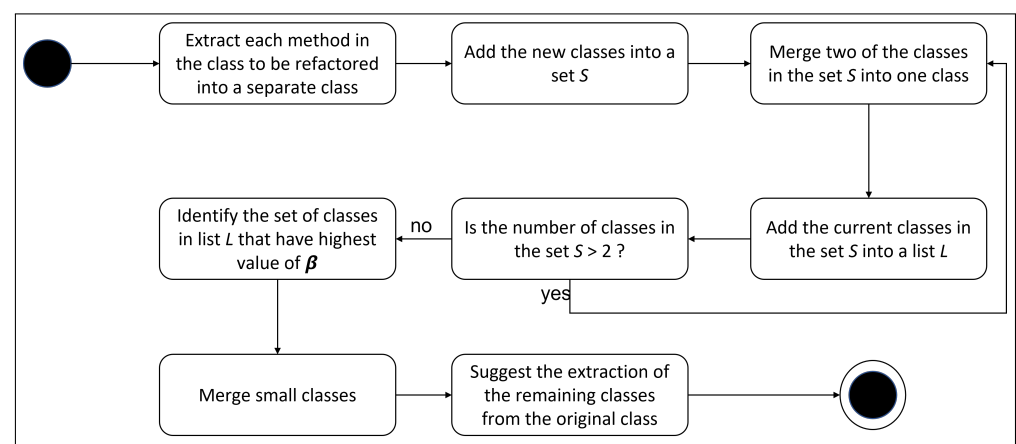 Extract each method in
the class to be refactored
into a separate class
Add the new classes into a
set S
Merge two of the classes
in the set S into one class
Identify the set of classes
in list L that have highest
value of β
no
Is the number of classes in
the set S > 2 ?
Add the current classes in
the set S into a list L
yes
Merge small classes
Suggest the extraction of
the remaining classes
from the original class